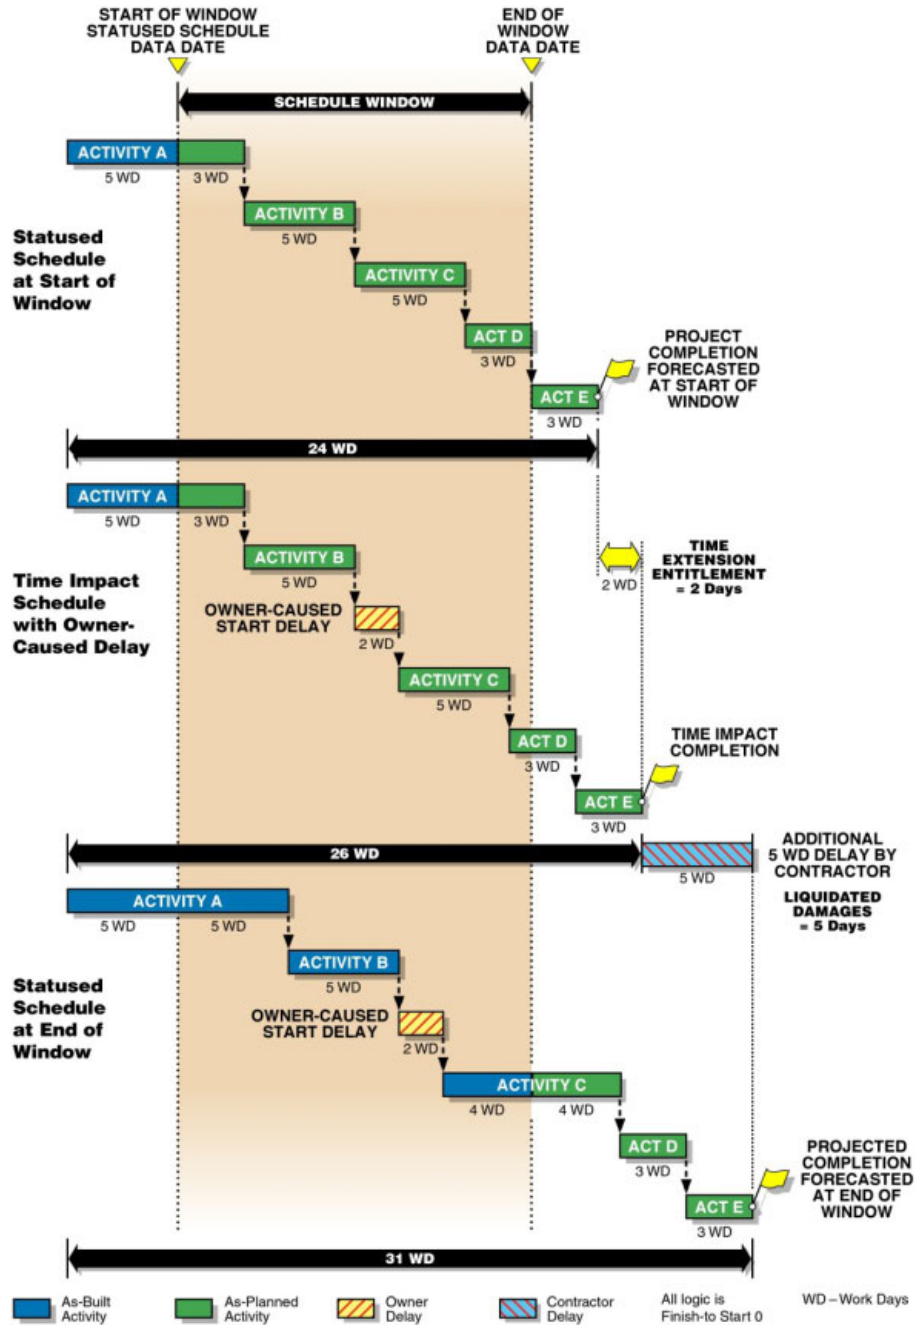 START OF WINDOW
STATUSED SCHEDULE
DATA DATE
END OF
WINDOW
DATA DATE
SCHEDULE WINDOW
ACTIVITY A
5 WD
3 WD
ACTIVITY B
5 WD
Statused
Schedule
at Start of
Window
ACTIVITY C
5 WD
ACT D
3 WD
PROJECT
COMPLETION
FORECASTED
AT START OF
WINDOW
ACT E
3 WD
24 WD
ACTIVITY A
5 WD
3 WD
ACTIVITY B
5 WD
2 WD
TIME
EXTENSION
ENTITLEMENT
= 2 Days
Time Impact
Schedule
with Owner-
Caused Delay
OWNER-CAUSED
START DELAY
2 WD
ACTIVITY C
5 WD
ACT D
3 WD
TIME IMPACT
COMPLETION
ACT E
3 WD
26 WD
5 WD
ADDITIONAL
5 WD DELAY BY
CONTRACTOR
LIQUIDATED
DAMAGES
= 5 Days
ACTIVITY A
5 WD
5 WD
ACTIVITY B
5 WD
Statused
Schedule
at End of
Window
OWNER-CAUSED
START DELAY
2 WD
ACTIVITY C
4 WD
4 WD
ACT D
3 WD
PROJECTED
COMPLETION
FORECASTED
AT END OF
WINDOW
ACT E
3 WD
31 WD
As-Built
Activity
As-Planned
Activity
Owner
Delay
Contractor
Delay
All logic is
Finish-to Start 0
WD – Work Days